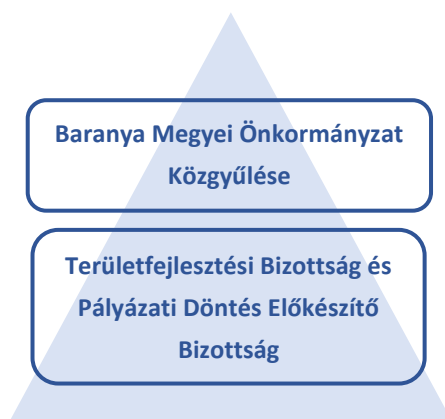 Baranya Megyei Önkormányzat
Közgyűlése
Területfejlesztési Bizottság és
Pályázati Döntés Előkészítő
Bizottság